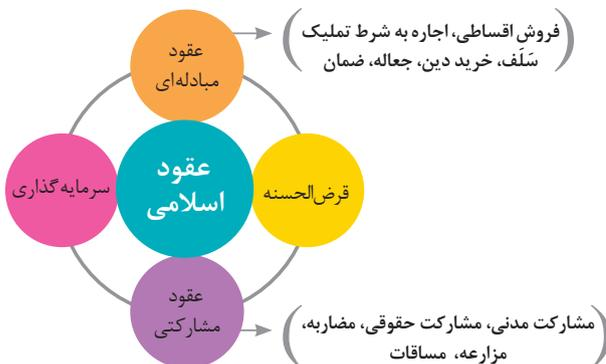 عقود
مبادله‌ای
(فروش اقساطی، اجاره به شرط تملیک
سَلَف، خرید دین، جعاله، ضمان)
عقود
اسلامی
قرض‌الحسنه
سرمایه‌گذاری
عقود
مشارکتی
(مشارکت مدنی، مشارکت حقوقی، مضاربه،
مزارعه، مساقات)